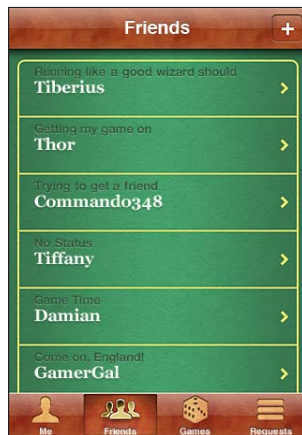 Friends
+
Running like a good wizard should
Tiberius
Getting my game on
Thor
Trying to get a friend
Commando348
No Status
Tiffany
Game Time
Damian
Come on, England!
GamerGal
Me
Friends
Games
Requests